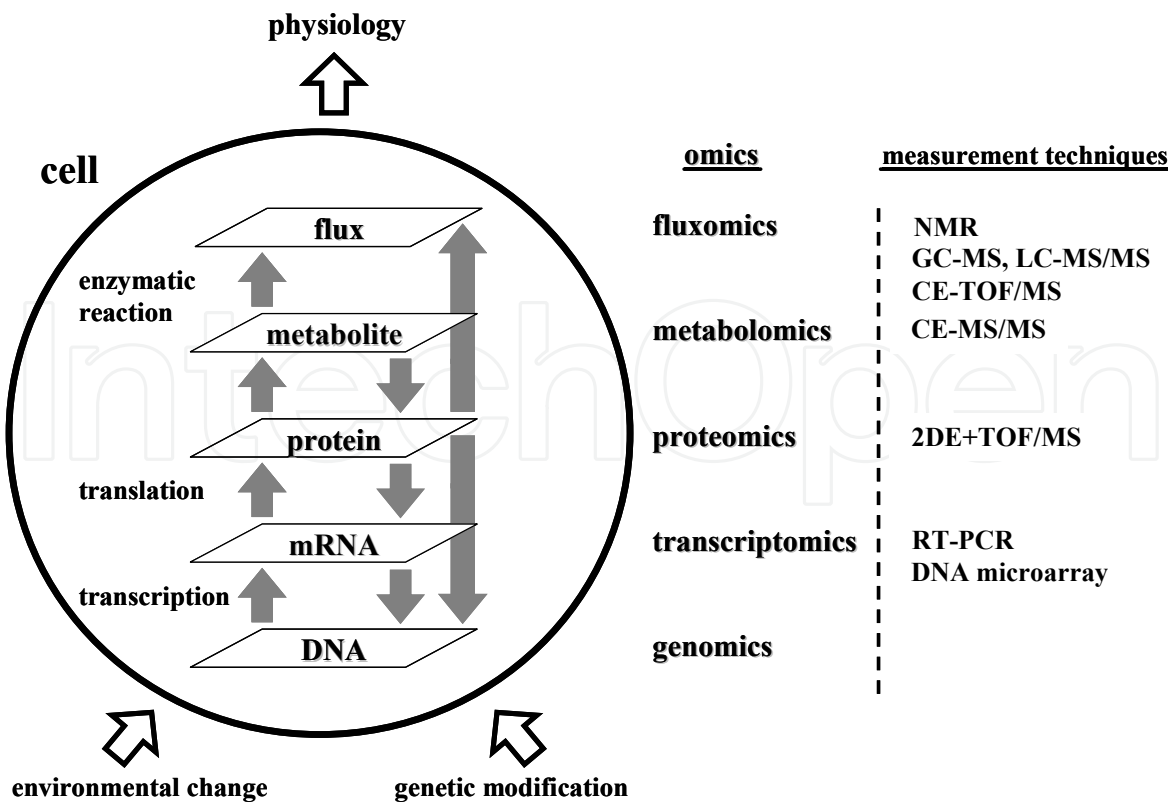 physiology
cell
flux
enzymatic
reaction
metabolite
protein
translation
mRNA
transcription
DNA
environmental change
genetic modification
omics
measurement techniques
fluxomics
NMR
GC-MS, LC-MS/MS
CE-TOF/MS
metabolomics
CE-MS/MS
proteomics
2DE+TOF/MS
transcriptomics
RT-PCR
DNA microarray
genomics
IntechOpen